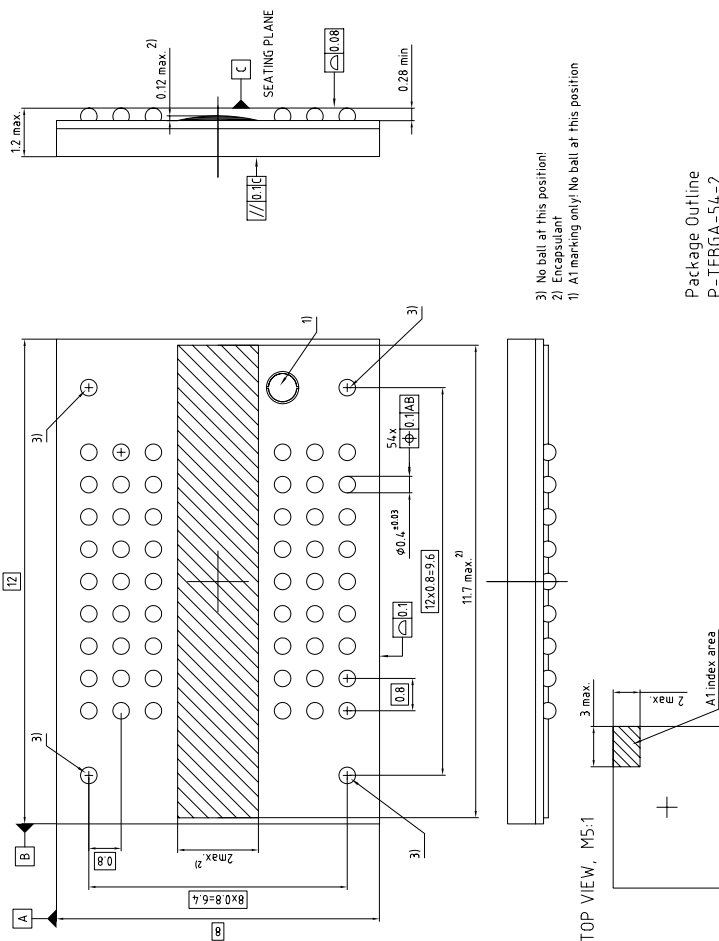 1.2 max.
0.12 max. 2)
C
SEATING PLANE
⌓ 0.08
0.28 min
// 0.1 C
3) No ball at this position!
2) Encapsulant
1) A1 marking only! No ball at this position
Package Outline
P-TFBGA-54-2
12
3)
3)
1)
3)
3)
54x
⌖ 0.1 AB
Ø0.4 ±0.03
12x0.8=9.6
11.7 max. 2)
⌓ 0.1
0.8
B
A
0.8
2max. 2)
8x0.8=6.4
8
TOP VIEW, M5:1
3 max.
2 max.
A1 index area